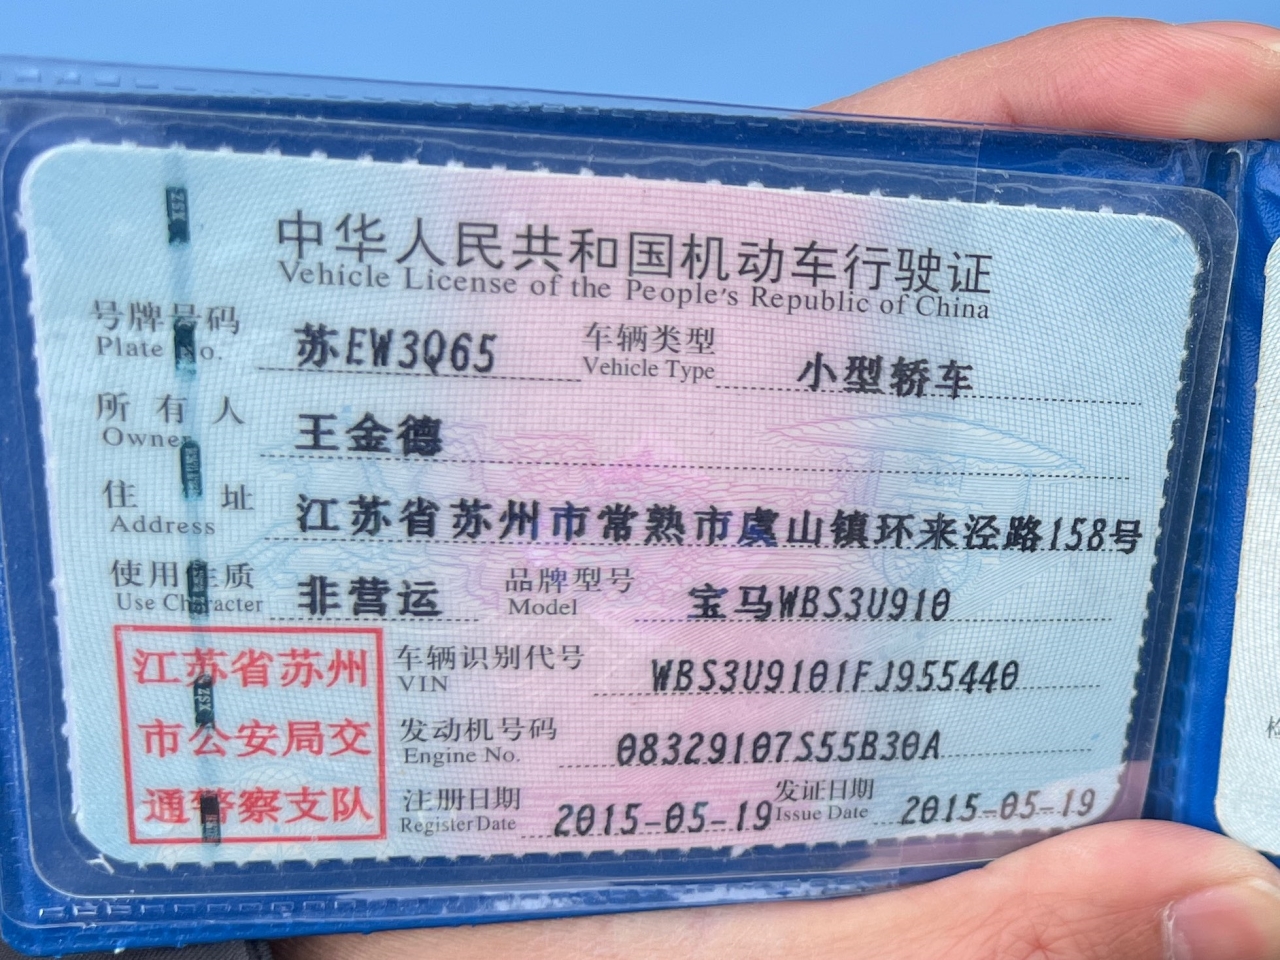 中华人民共和国机动车行驶证
Vehicle License of the People's Republic of China
号牌号码 苏EW3Q65 车辆类型 小型轿车
Plate No. Vehicle Type
所有人 王金德
Owner
住址 江苏省苏州市常熟市虞山镇环来泾路158号
Address
使用性质 非营运 品牌型号 宝马WBS3U910
Use Character Model
江苏省苏州
市公安局交
通警察支队
车辆识别代号 WBS3U9101FJ955440
VIN
发动机号码 08329107S55B30A
Engine No.
注册日期 2015-05-19 发证日期 2015-05-19
Register Date Issue Date